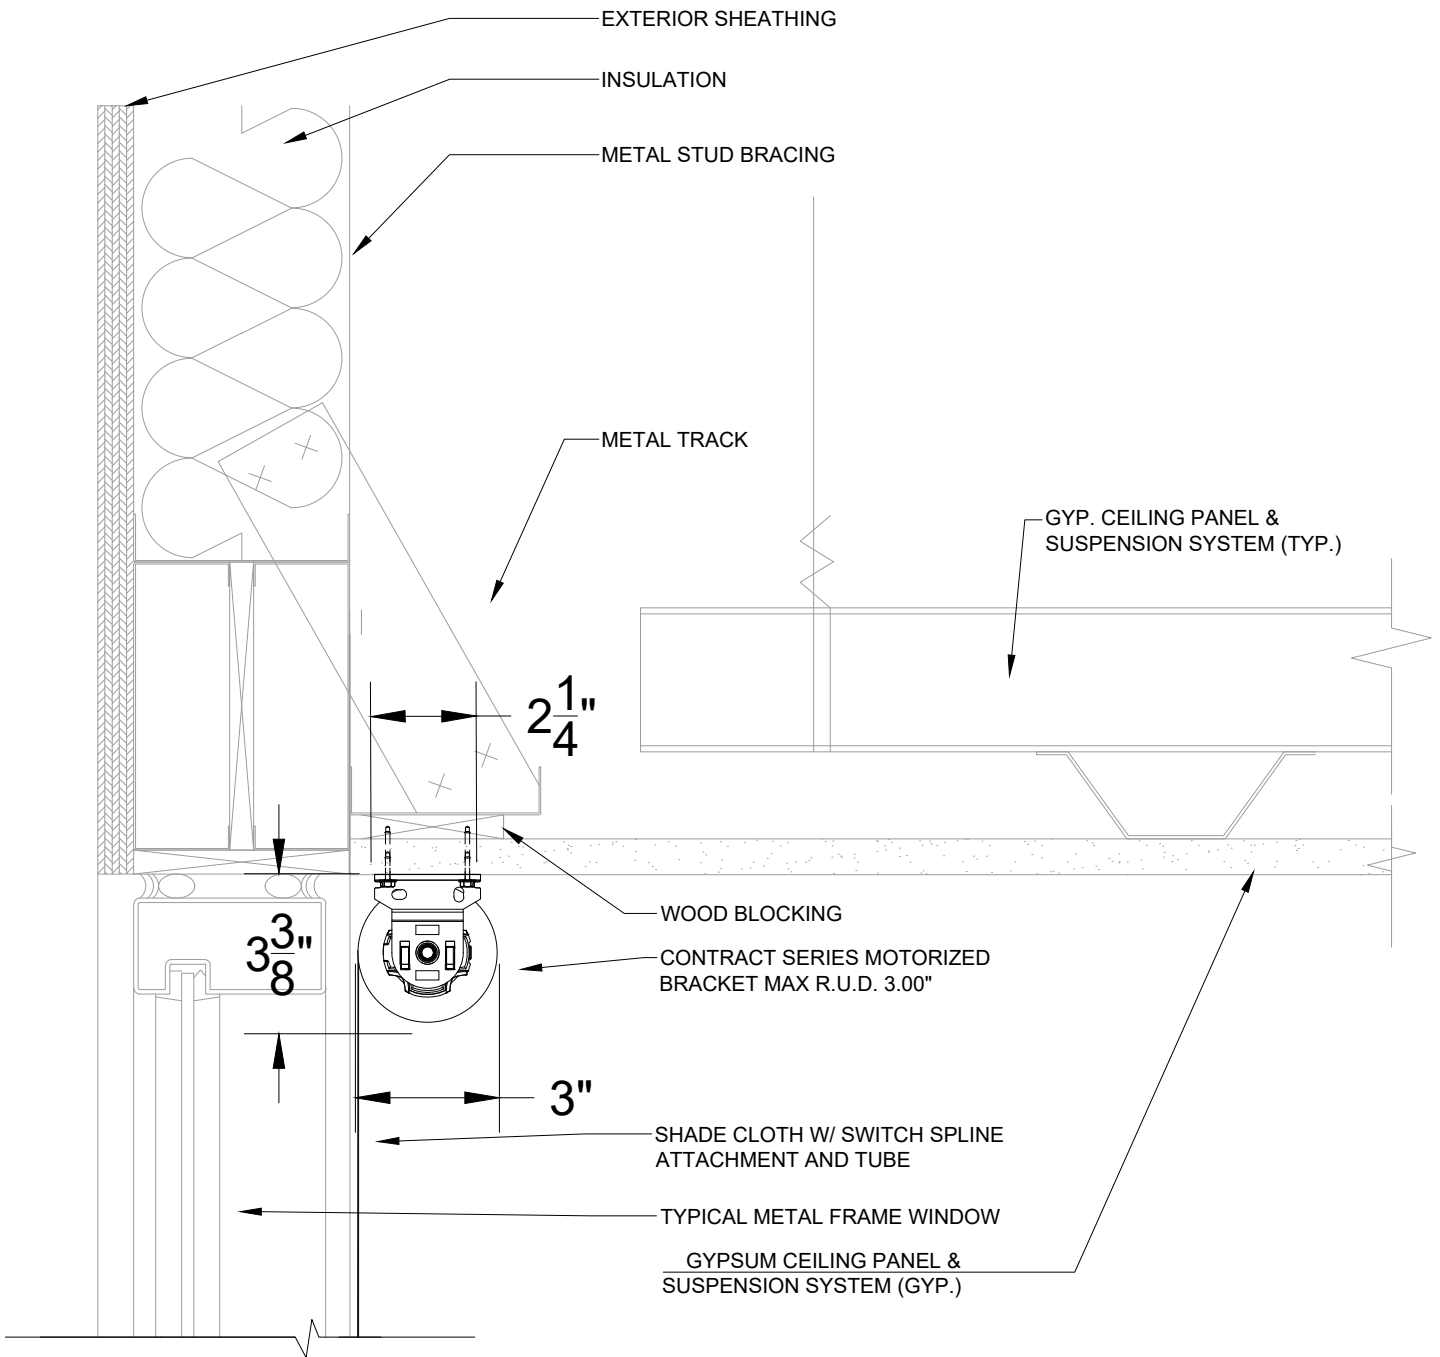 EXTERIOR SHEATHING
INSULATION
METAL STUD BRACING
METAL TRACK
GYP. CEILING PANEL &
SUSPENSION SYSTEM (TYP.)
2 1/4"
WOOD BLOCKING
3 3/8"
CONTRACT SERIES MOTORIZED
BRACKET MAX R.U.D. 3.00"
3"
SHADE CLOTH W/ SWITCH SPLINE
ATTACHMENT AND TUBE
TYPICAL METAL FRAME WINDOW
GYPSUM CEILING PANEL &
SUSPENSION SYSTEM (GYP.)